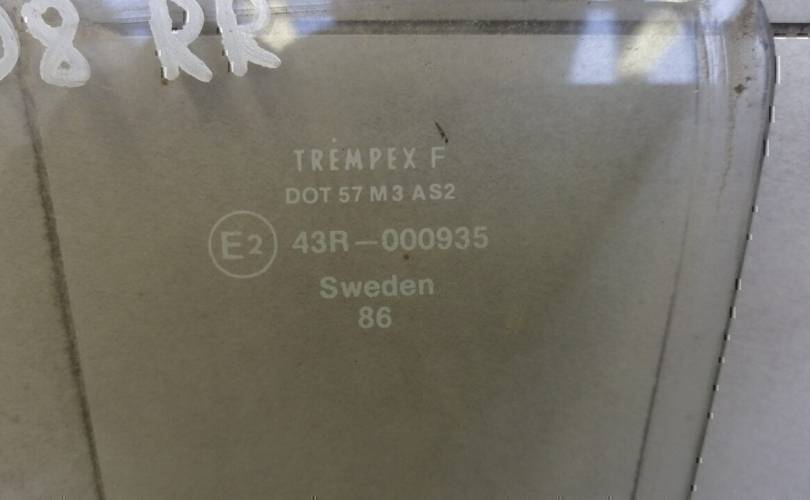 08 RR
TREMPEX F
DOT 57 M3 AS2
E2 43R-000935
Sweden
86